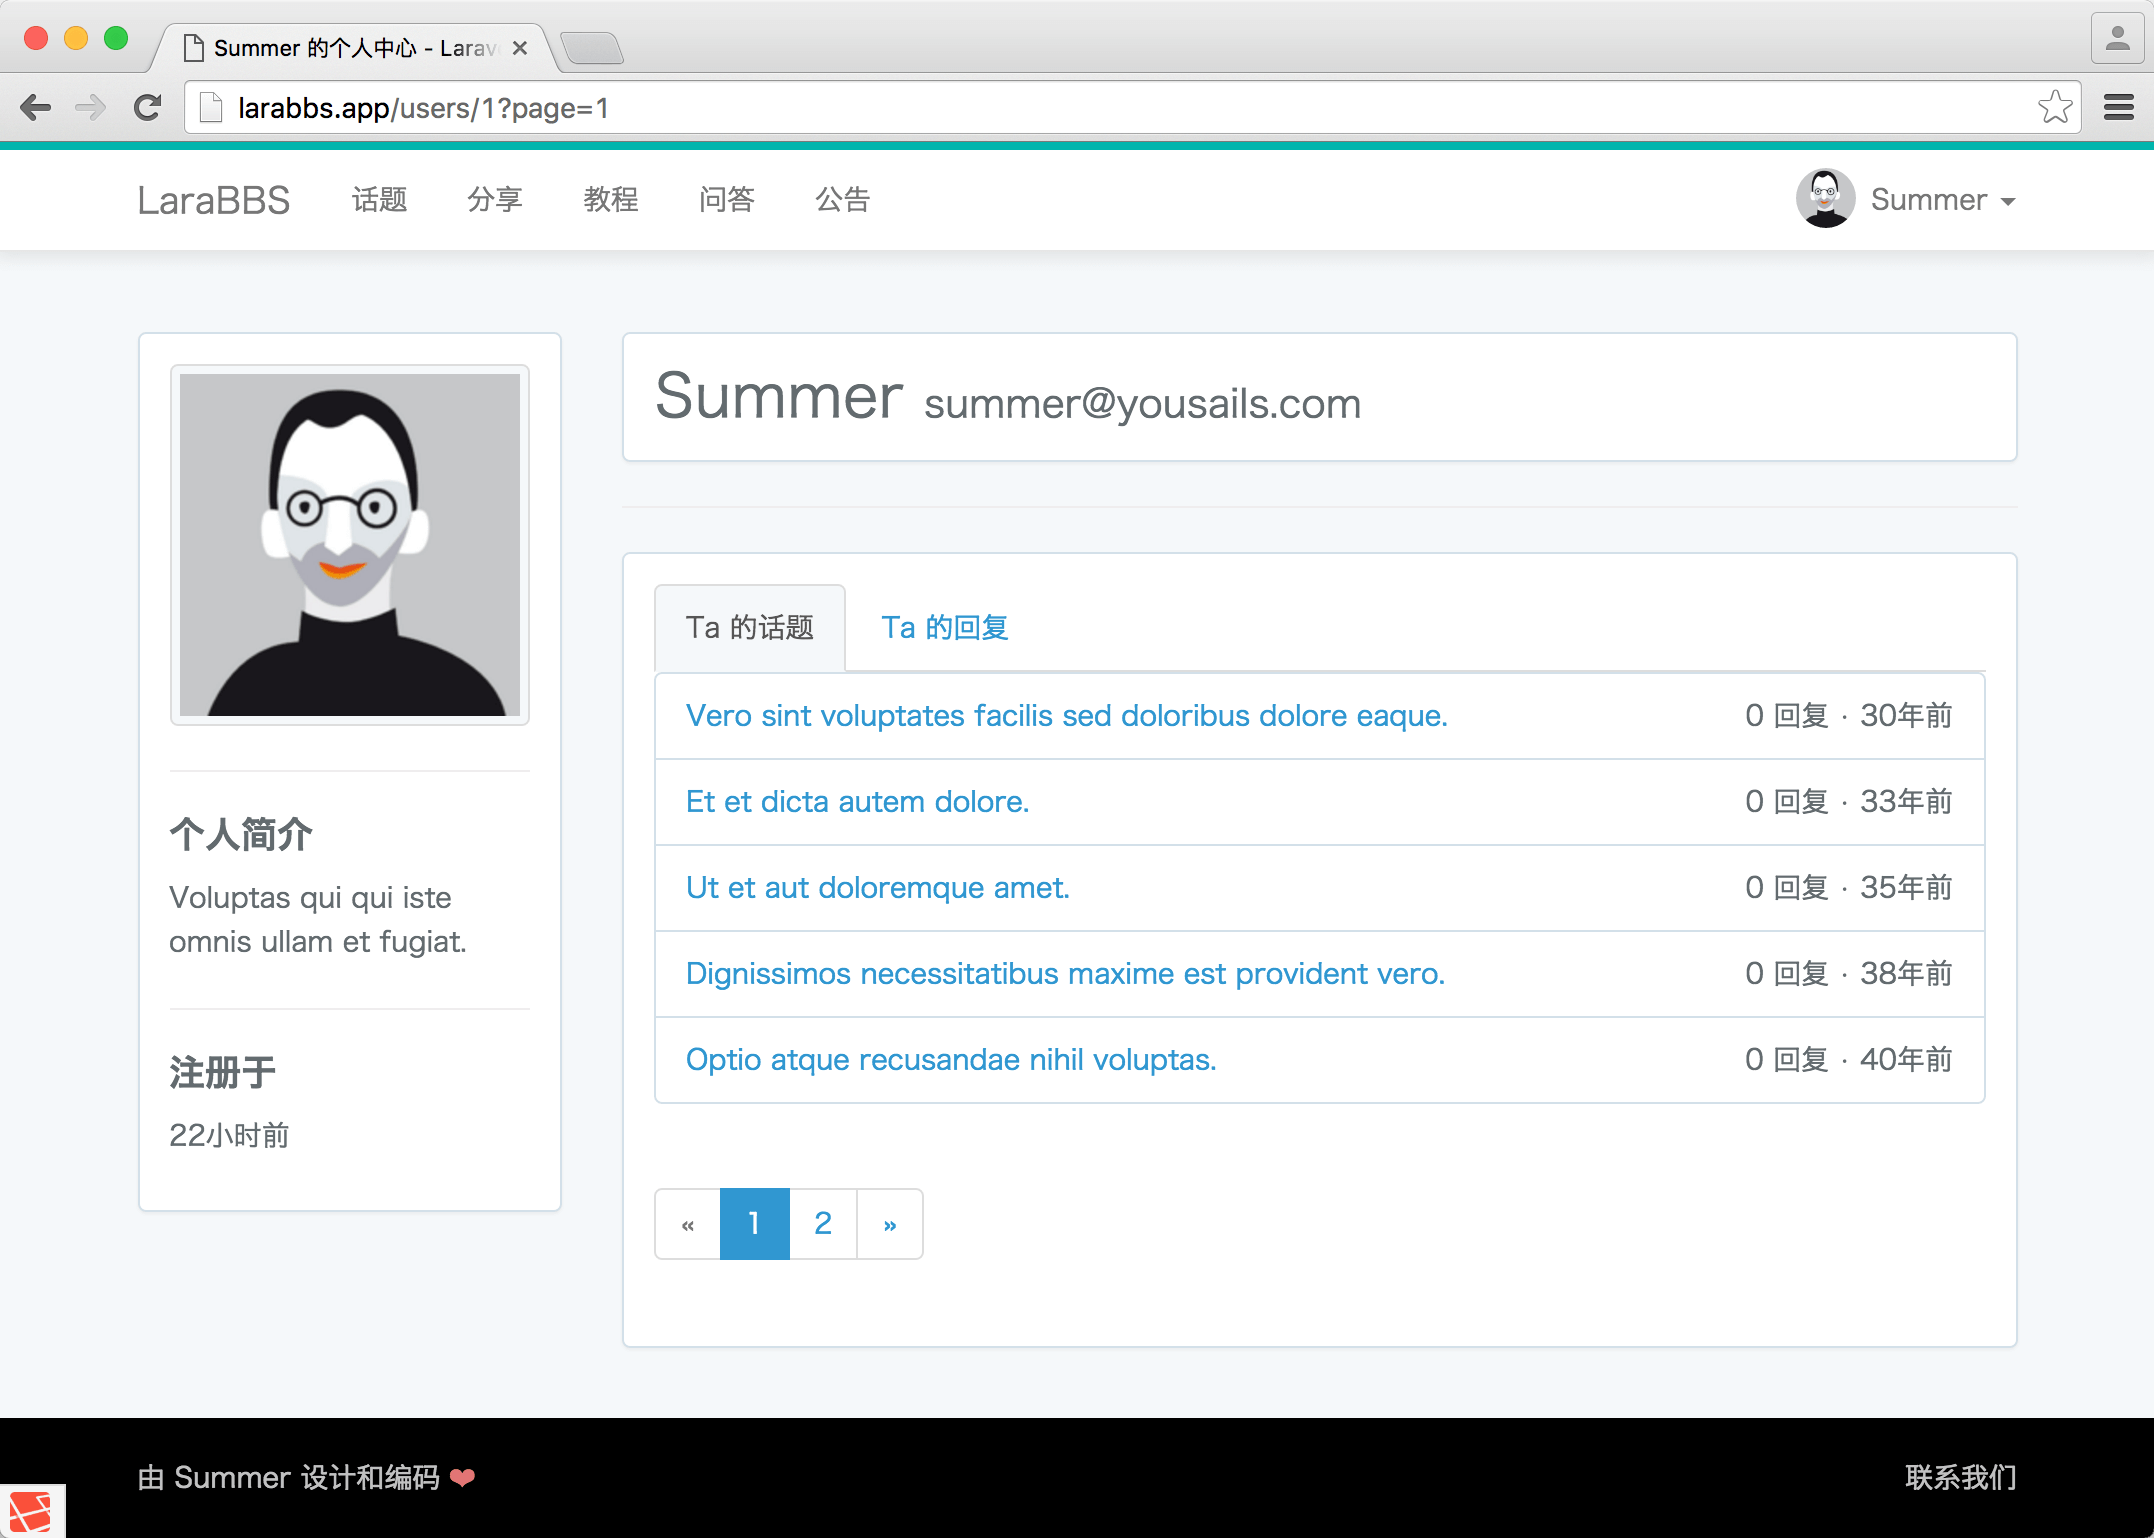 Summer 的个人中心 - Larav
larabbs.app/users/1?page=1
LaraBBS 话题 分享 教程 问答 公告 Summer
Summer summer@yousails.com
个人简介
Voluptas qui qui iste
omnis ullam et fugiat.
注册于
22小时前
Ta 的话题 Ta 的回复
Vero sint voluptates facilis sed doloribus dolore eaque. 0 回复 · 30年前
Et et dicta autem dolore. 0 回复 · 33年前
Ut et aut doloremque amet. 0 回复 · 35年前
Dignissimos necessitatibus maxime est provident vero. 0 回复 · 38年前
Optio atque recusandae nihil voluptas. 0 回复 · 40年前
« 1 2 »
由 Summer 设计和编码 ❤ 联系我们